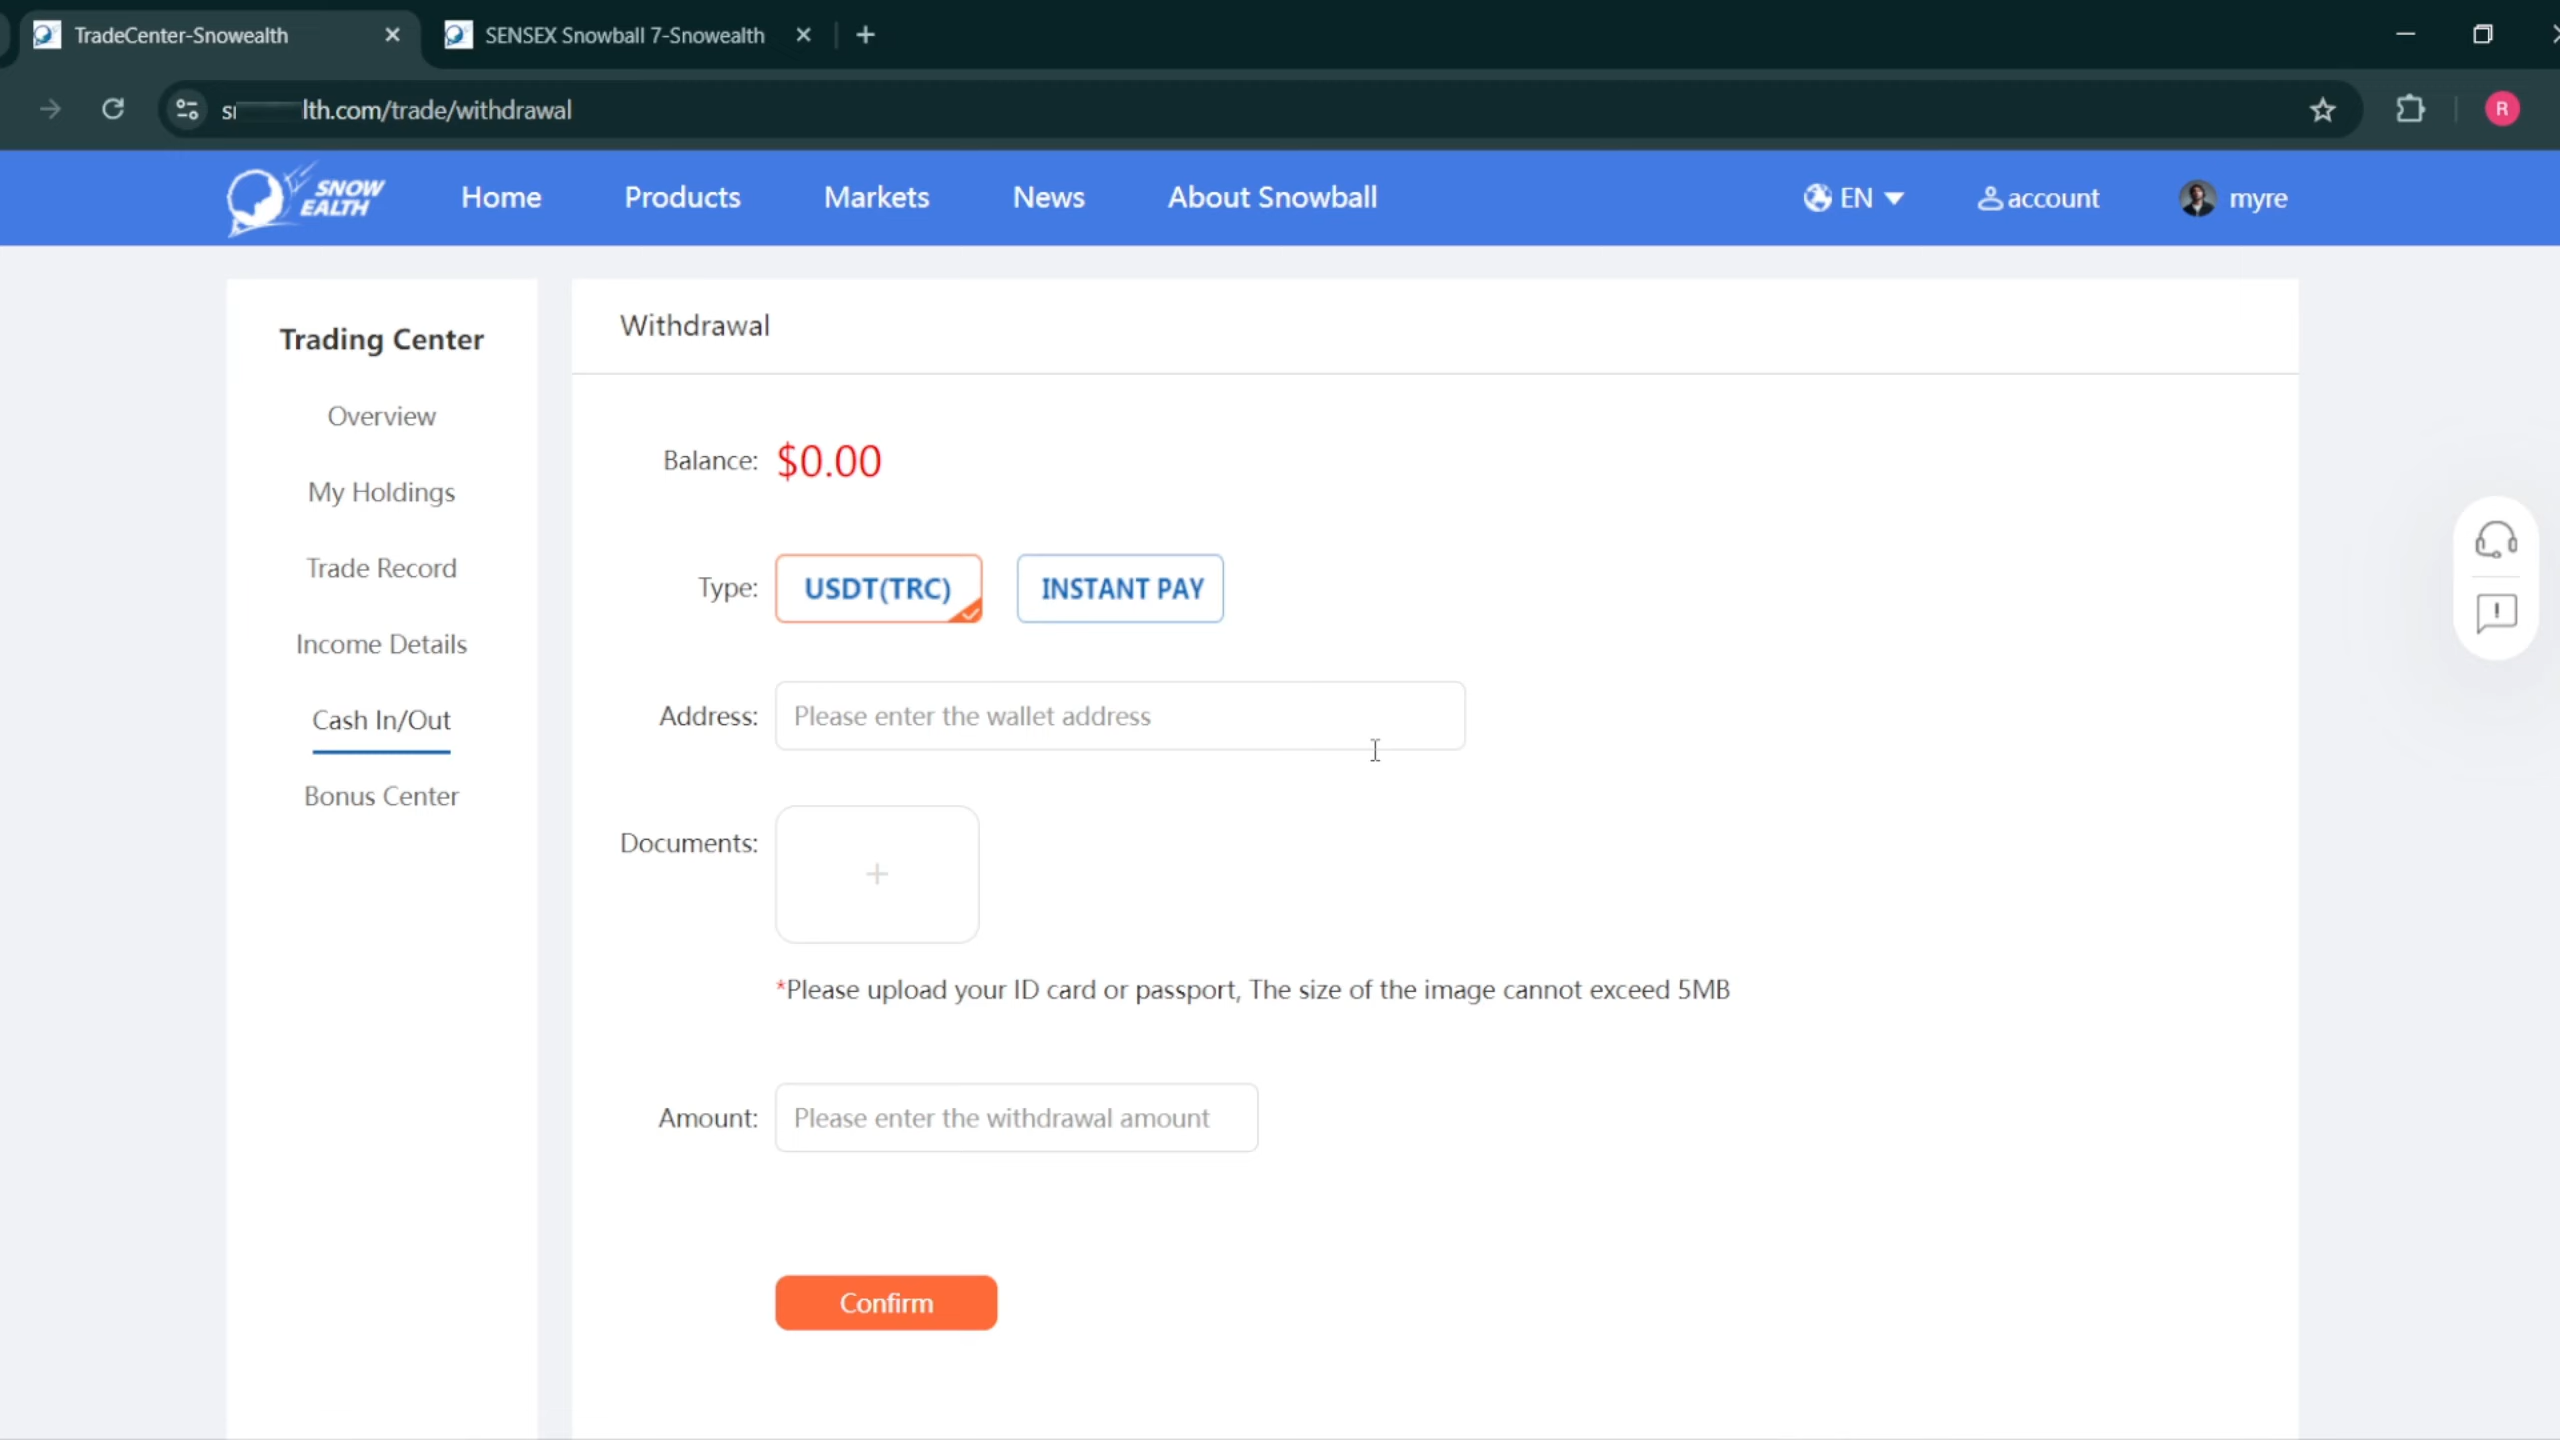 TradeCenter-Snowealth
SENSEX Snowball 7-Snowealth
lth.com/trade/withdrawal
R
SNOW
EALTH
Home
Products
Markets
News
About Snowball
EN
account
myre
Trading Center
Overview
My Holdings
Trade Record
Income Details
Cash In/Out
Bonus Center
Withdrawal
Balance: $0.00
Type: USDT(TRC) INSTANT PAY
Address: Please enter the wallet address
Documents:
+
*Please upload your ID card or passport, The size of the image cannot exceed 5MB
Amount: Please enter the withdrawal amount
Confirm